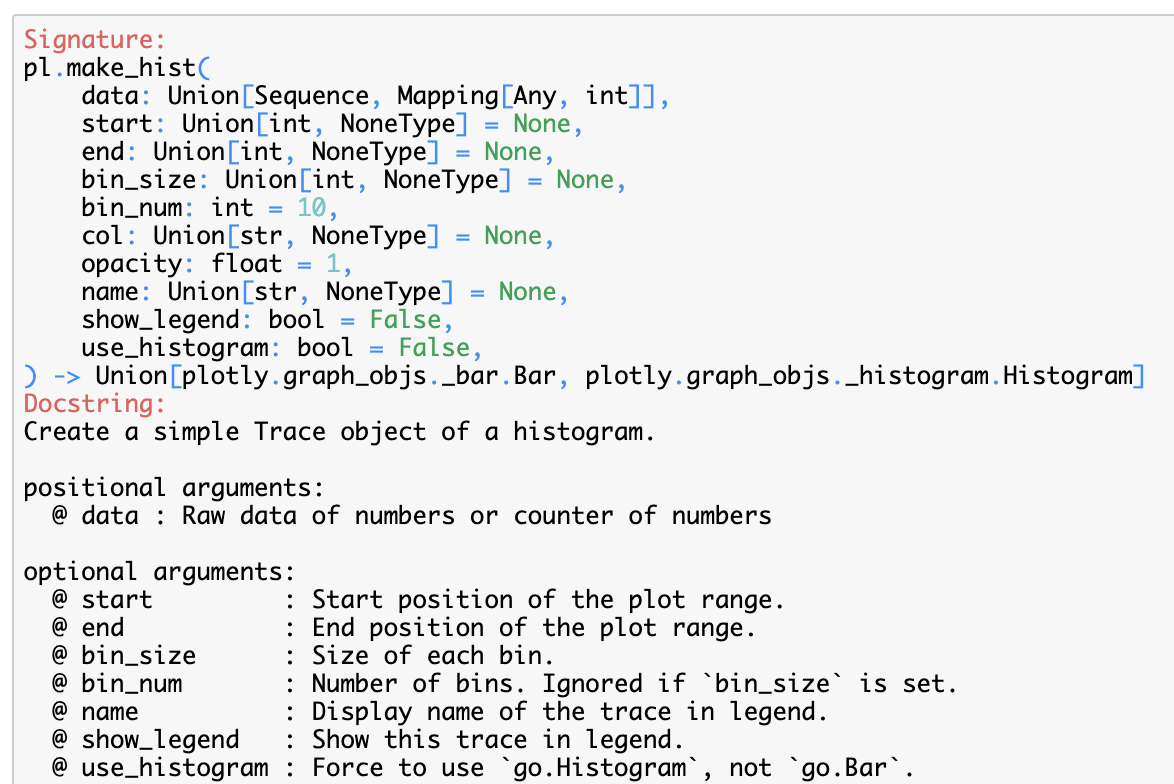 Signature:
pl.make_hist(
    data: Union[Sequence, Mapping[Any, int]],
    start: Union[int, NoneType] = None,
    end: Union[int, NoneType] = None,
    bin_size: Union[int, NoneType] = None,
    bin_num: int = 10,
    col: Union[str, NoneType] = None,
    opacity: float = 1,
    name: Union[str, NoneType] = None,
    show_legend: bool = False,
    use_histogram: bool = False,
) -> Union[plotly.graph_objs._bar.Bar, plotly.graph_objs._histogram.Histogram]
Docstring:
Create a simple Trace object of a histogram.

positional arguments:
  @ data : Raw data of numbers or counter of numbers

optional arguments:
  @ start         : Start position of the plot range.
  @ end           : End position of the plot range.
  @ bin_size      : Size of each bin.
  @ bin_num       : Number of bins. Ignored if `bin_size` is set.
  @ name          : Display name of the trace in legend.
  @ show_legend   : Show this trace in legend.
  @ use_histogram : Force to use `go.Histogram`, not `go.Bar`.